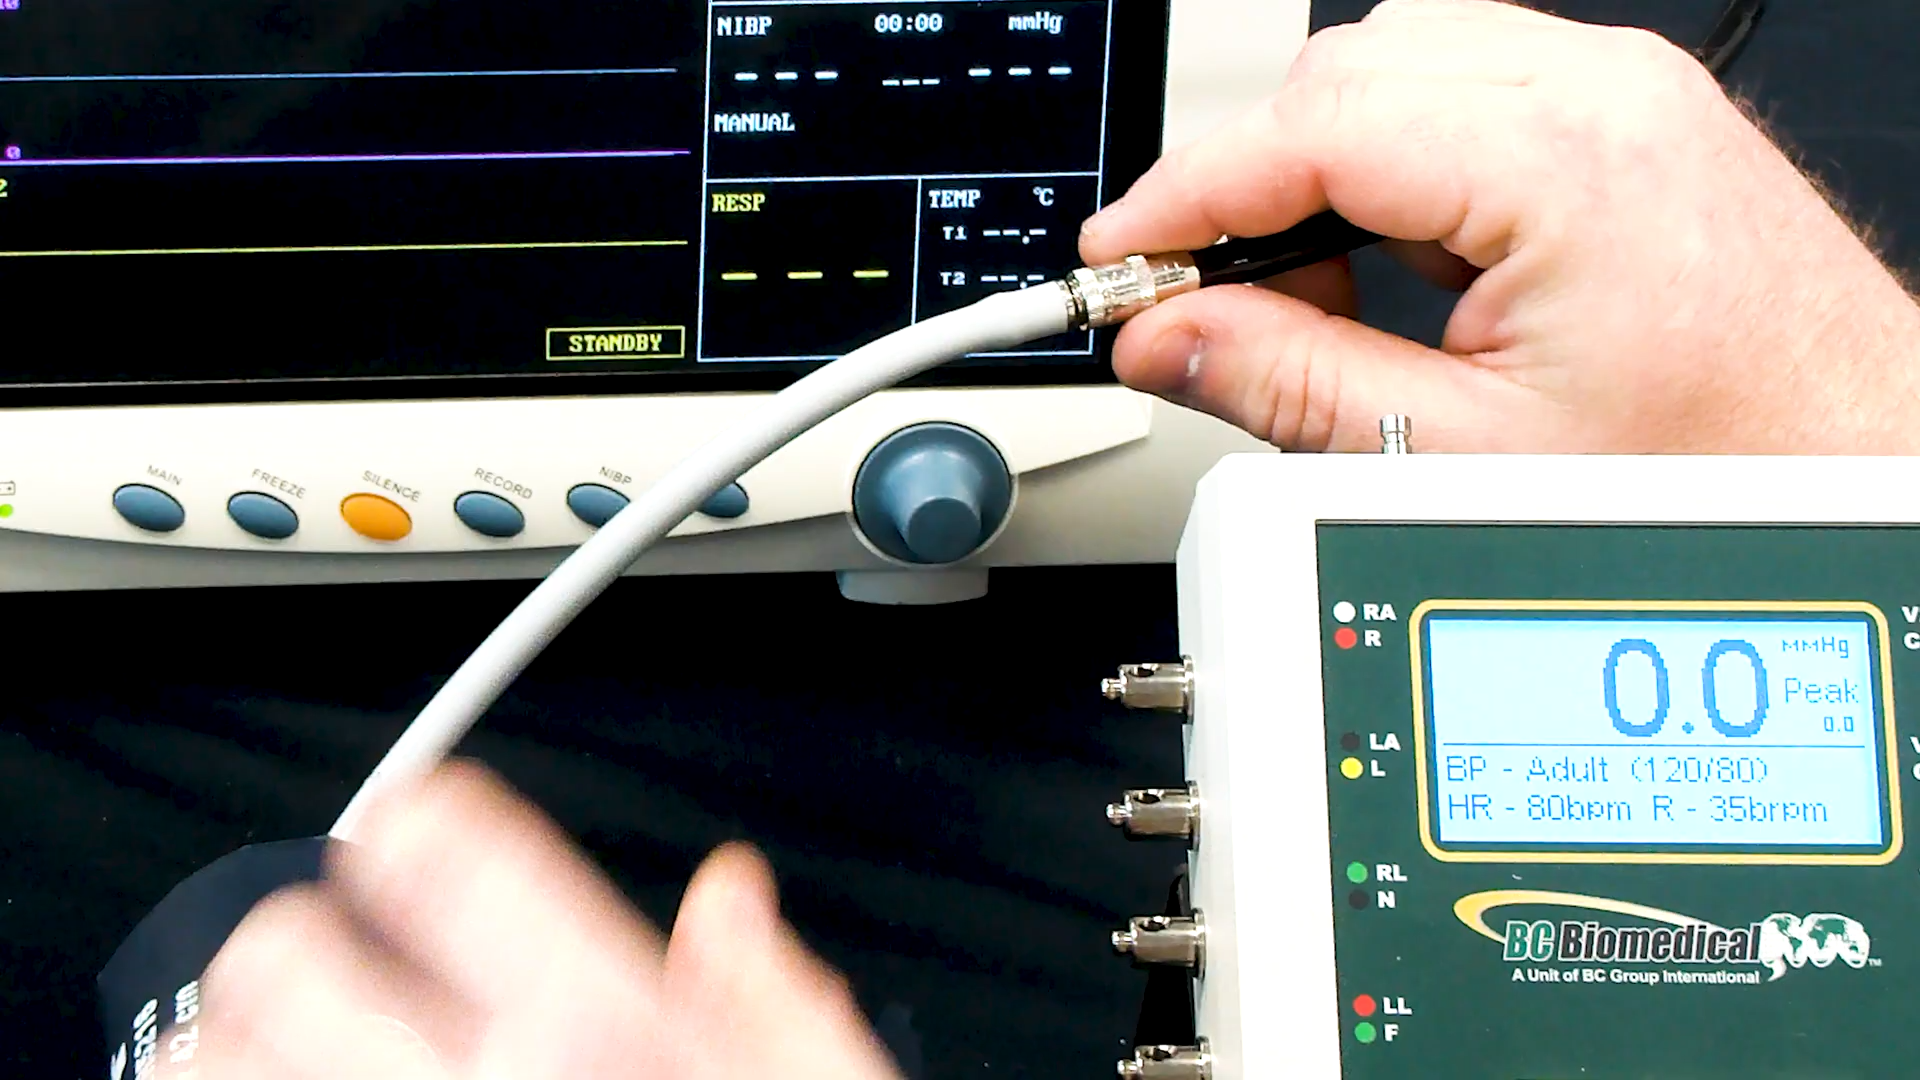 NIBP 00:00 mmHg
--- --- ---
MANUAL
RESP
---
TEMP °C
T1 --.-
T2 --.-
STANDBY
MAIN
FREEZE
SILENCE
RECORD
NIBP
RA
R
LA
L
RL
N
LL
F
0.0 MMHg
Peak
0.0
BP - Adult (120/80)
HR - 80bpm R - 35brpm
BC Biomedical™
A Unit of BC Group International